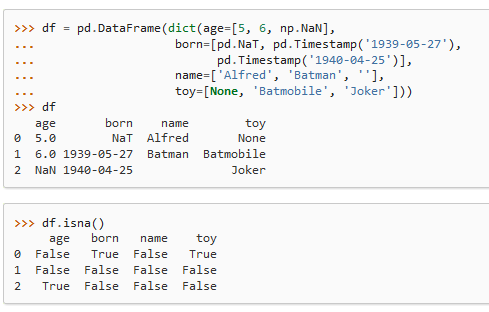 >>> df = pd.DataFrame(dict(age=[5, 6, np.NaN],
...                    born=[pd.NaT, pd.Timestamp('1939-05-27'),
...                          pd.Timestamp('1940-04-25')],
...                    name=['Alfred', 'Batman', ''],
...                    toy=[None, 'Batmobile', 'Joker']))
>>> df
   age       born    name        toy
0  5.0        NaT  Alfred       None
1  6.0 1939-05-27  Batman  Batmobile
2  NaN 1940-04-25              Joker
>>> df.isna()
     age   born   name    toy
0  False   True  False   True
1  False  False  False  False
2   True  False  False  False